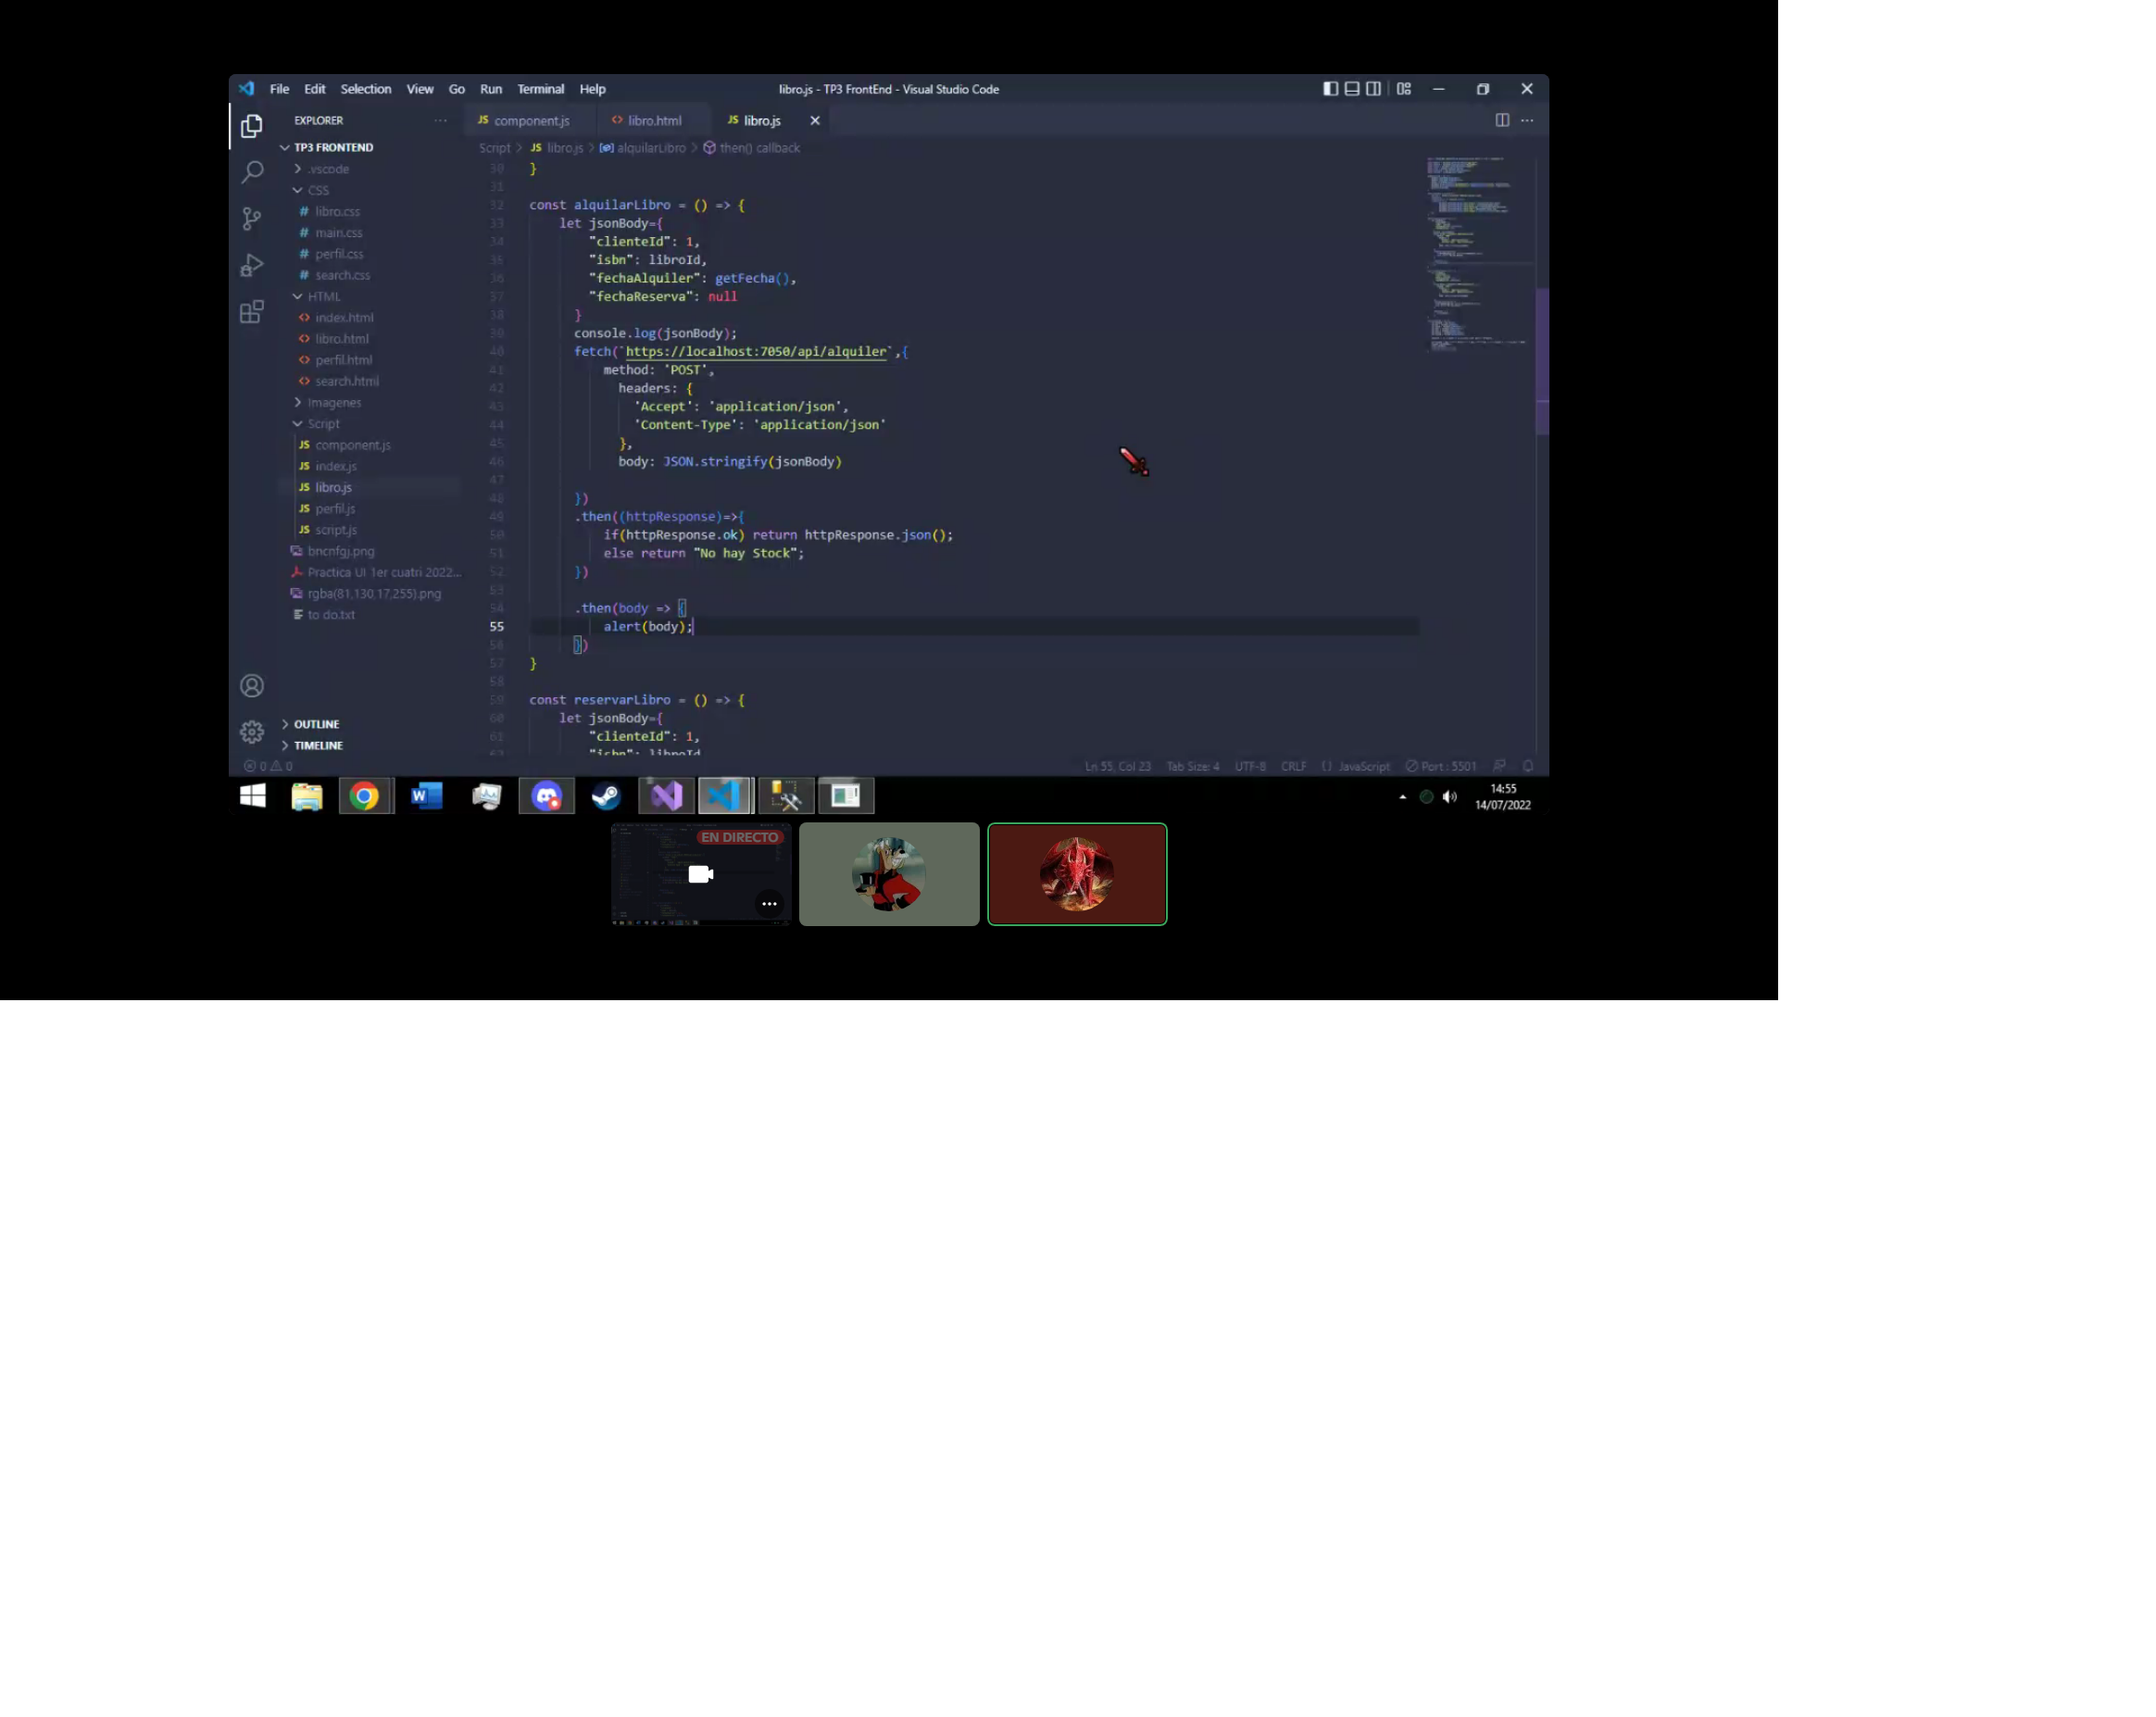 File Edit Selection View Go Run Terminal Help
libro.js - TP3 FrontEnd - Visual Studio Code
EXPLORER
TP3 FRONTEND
.vscode
CSS
# libro.css
# main.css
# perfil.css
# search.css
HTML
<> index.html
<> libro.html
<> perfil.html
<> search.html
Imagenes
Script
JS component.js
JS index.js
JS libro.js
JS perfil.js
JS script.js
bncnfgj.png
Practica UI 1er cuatri 2022...
rgba(81,130,17,255).png
to do.txt
OUTLINE
TIMELINE
JS component.js
<> libro.html
JS libro.js
Script > JS libro.js > alquilarLibro > then() callback
30 }
31
32 const alquilarLibro = () => {
33 let jsonBody={
34 "clienteId": 1,
35 "isbn": libroId,
36 "fechaAlquiler": getFecha(),
37 "fechaReserva": null
38 }
39 console.log(jsonBody);
40 fetch(`https://localhost:7050/api/alquiler`,{
41 method: 'POST',
42 headers: {
43 'Accept': 'application/json',
44 'Content-Type': 'application/json'
45 },
46 body: JSON.stringify(jsonBody)
47
48 })
49 .then((httpResponse)=>{
50 if(httpResponse.ok) return httpResponse.json();
51 else return "No hay Stock";
52 })
53
54 .then(body => {
55 alert(body);
56 })
57 }
58
59 const reservarLibro = () => {
60 let jsonBody={
61 "clienteId": 1,
62 "isbn": libroId,
0 0
Ln 55, Col 23 Tab Size: 4 UTF-8 CRLF {} JavaScript Port : 5501
14:55
14/07/2022
EN DIRECTO